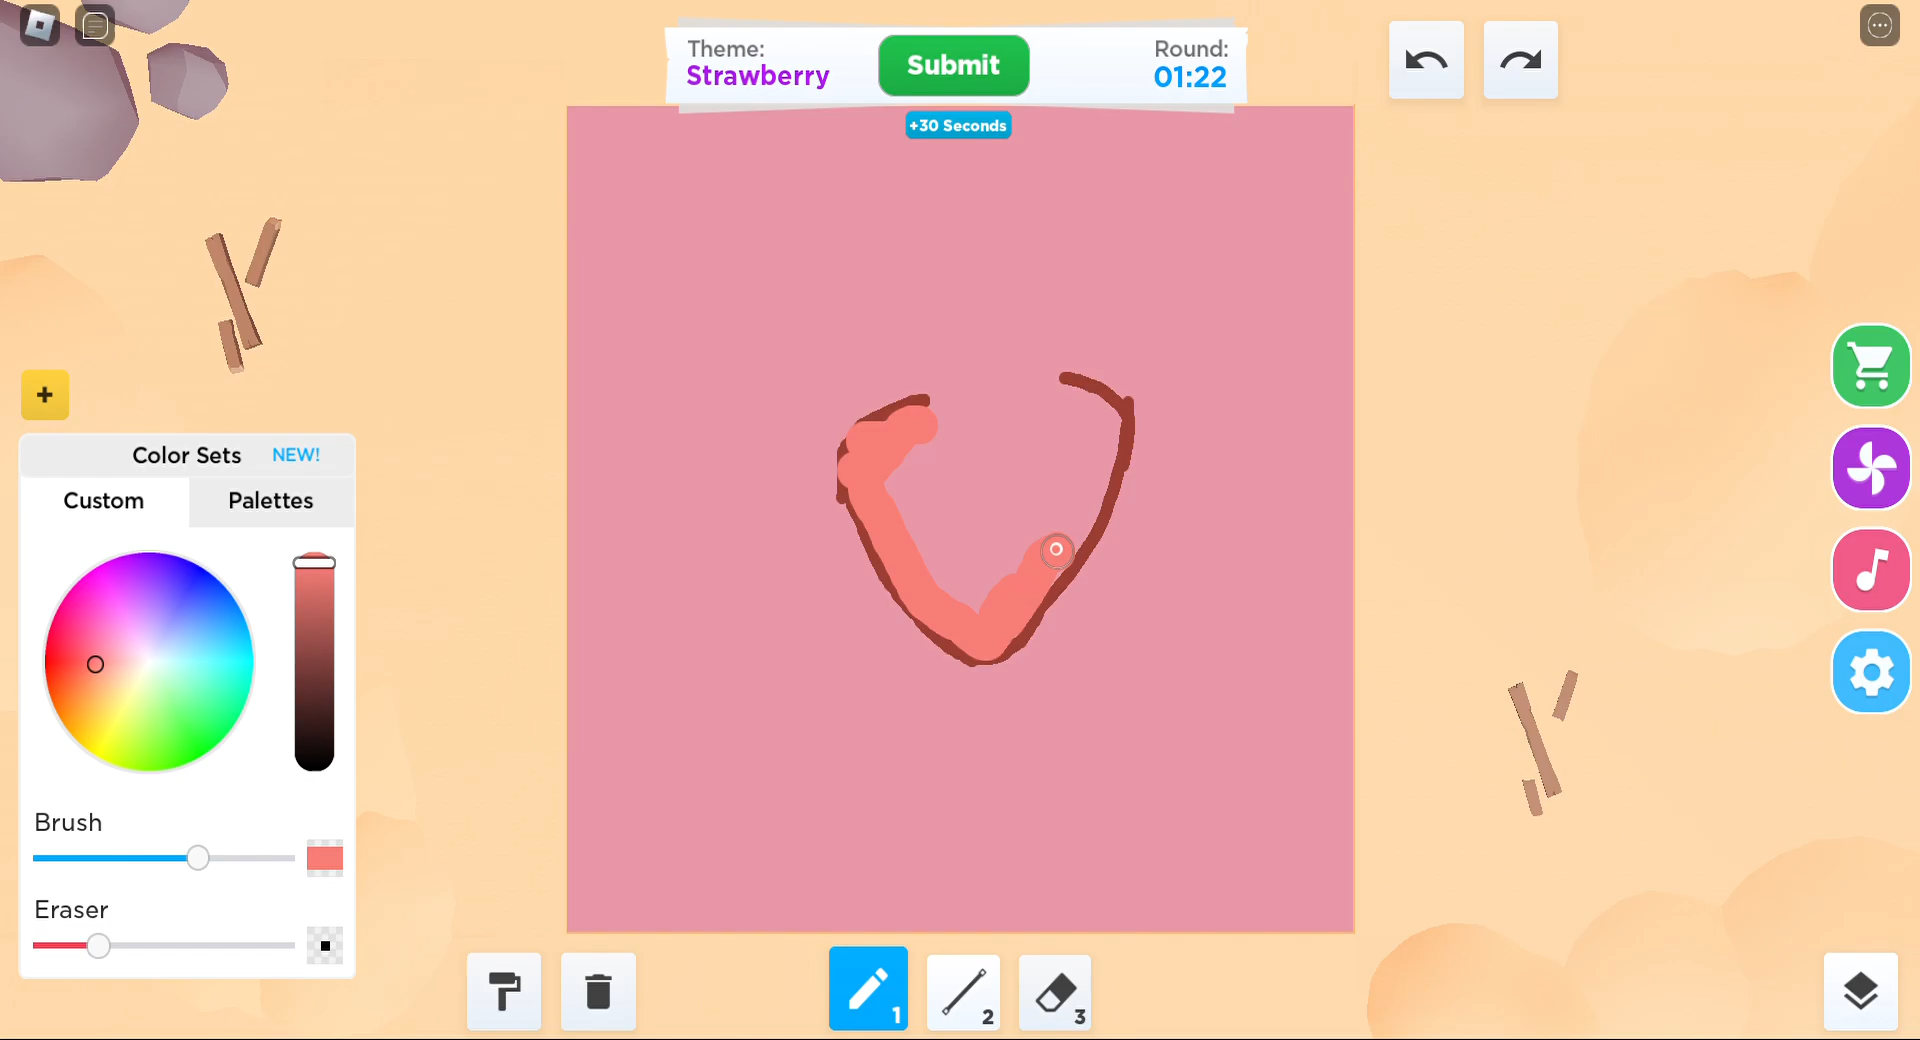 Theme:
Strawberry
Submit
Round:
01:22
+30 Seconds
+
Color Sets NEW!
Custom
Palettes
Brush
Eraser
1
2
3